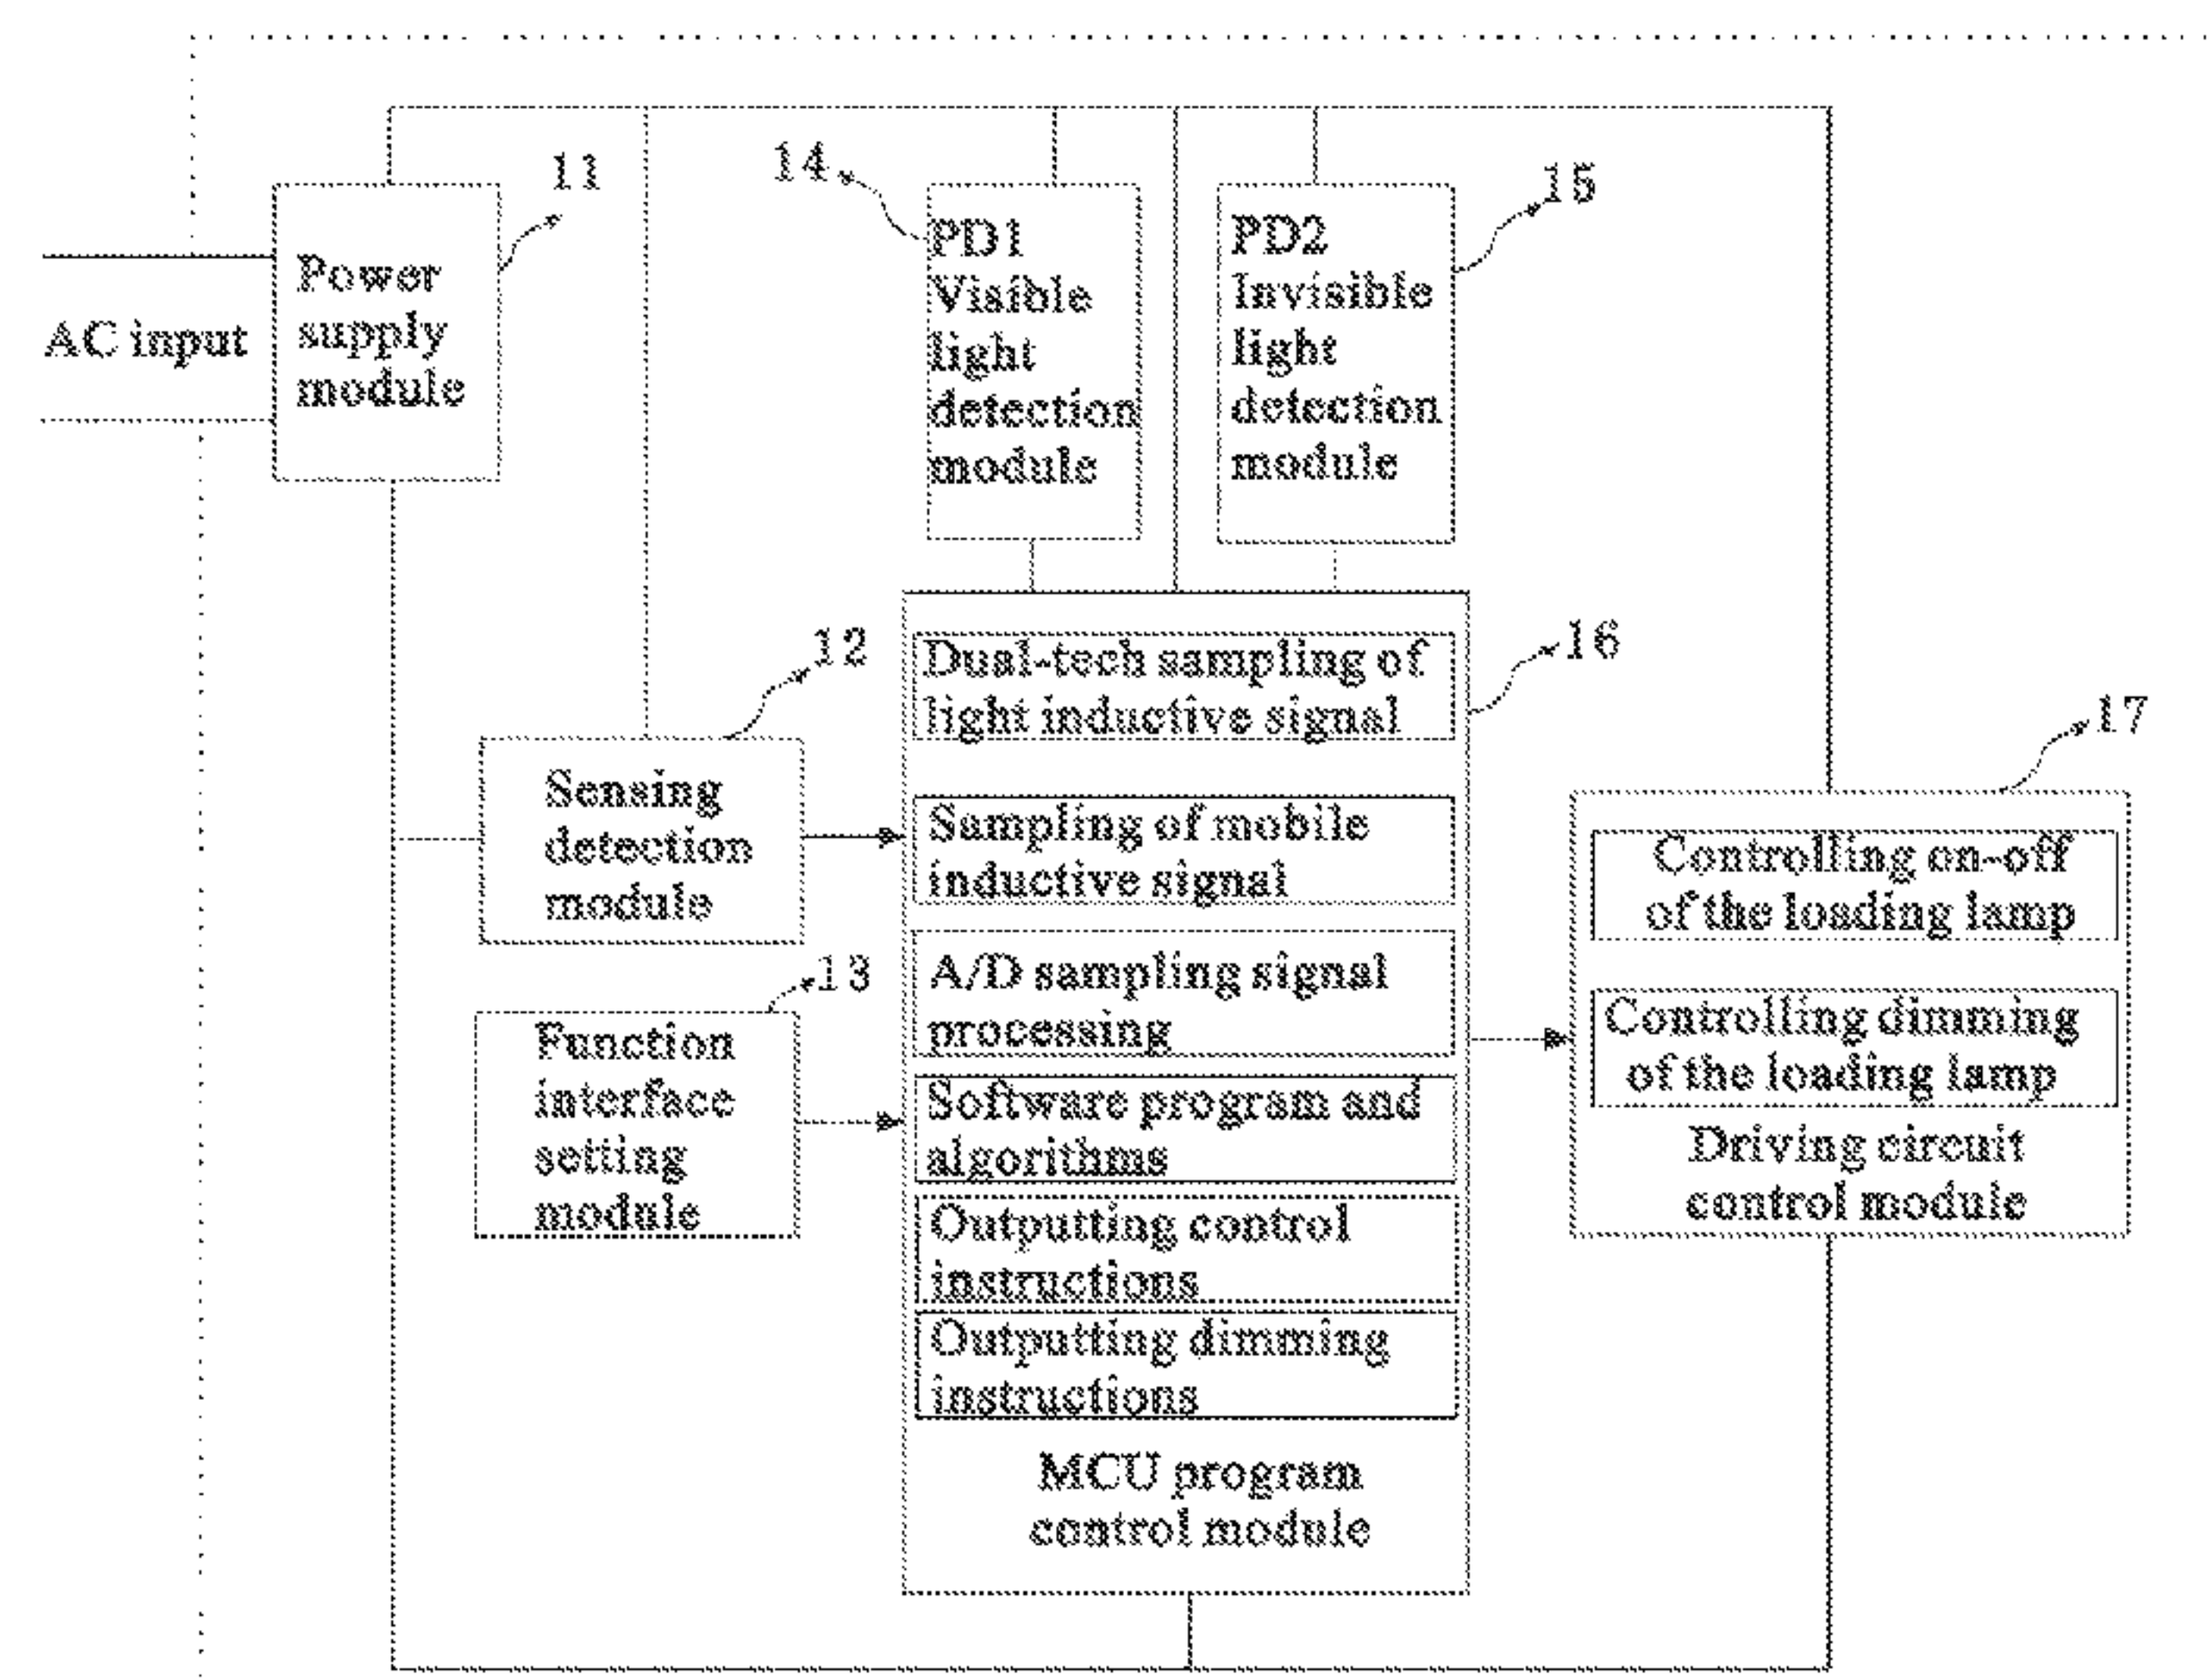 11
14
15
AC input
Power
supply
module
PD1
Visible
light
detection
module
PD2
Invisible
light
detection
module
12
16
17
Dual-tech sampling of
light inductive signal
Sensing
detection
module
Sampling of mobile
inductive signal
Controlling on-off
of the loading lamp
13
A/D sampling signal
processing
Function
interface
setting
module
Controlling dimming
of the loading lamp
Software program and
algorithms
Driving circuit
control module
Outputting control
instructions
Outputting dimming
instructions
MCU program
control module